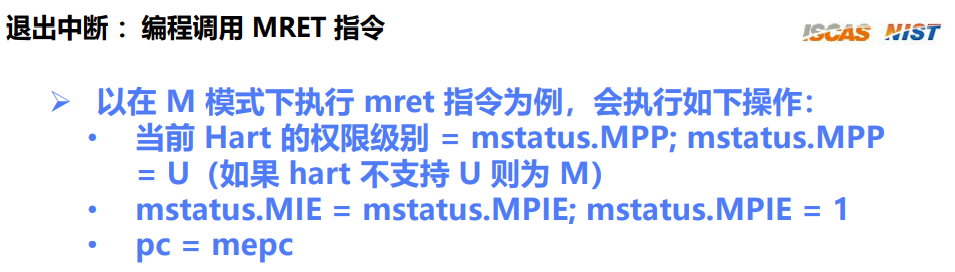 退出中断：编程调用 MRET 指令
ISCAS NIST
➢ 以在 M 模式下执行 mret 指令为例，会执行如下操作：
• 当前 Hart 的权限级别 = mstatus.MPP; mstatus.MPP
= U（如果 hart 不支持 U 则为 M）
• mstatus.MIE = mstatus.MPIE; mstatus.MPIE = 1
• pc = mepc